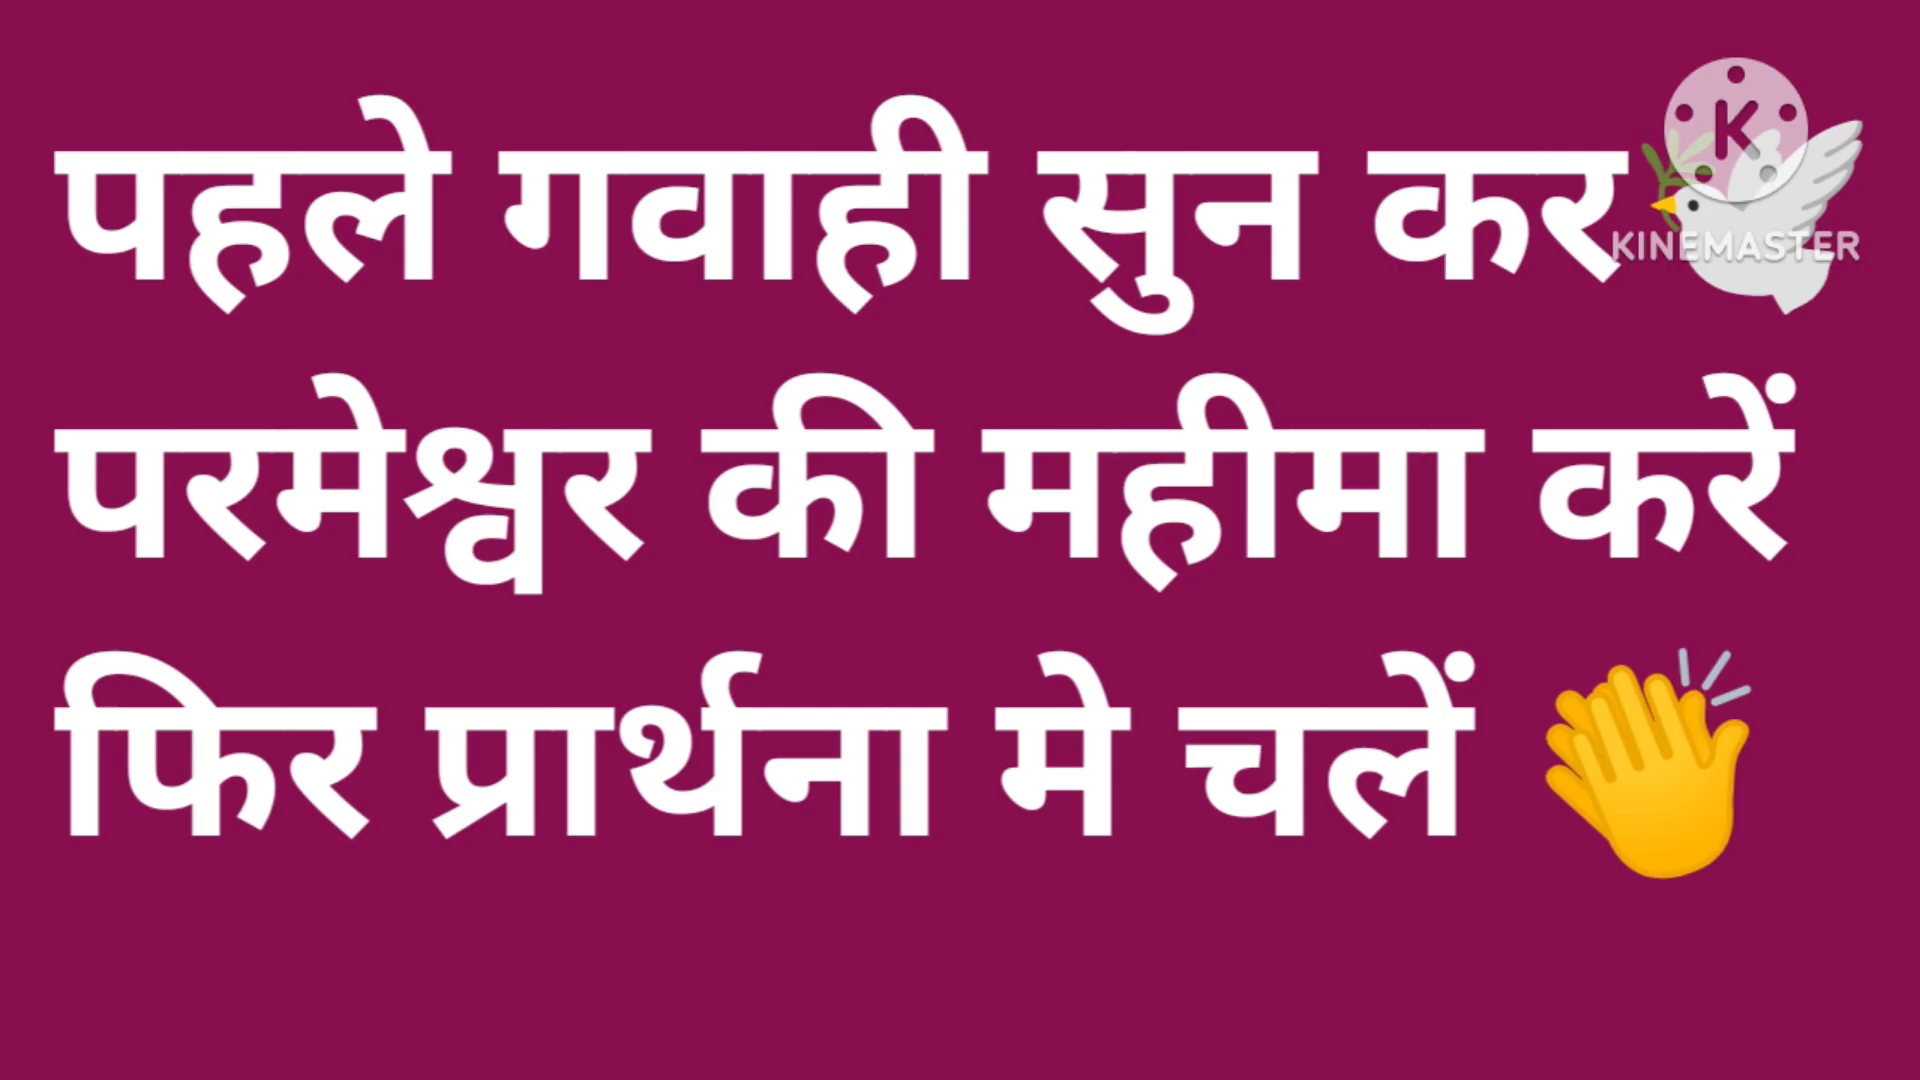 पहले गवाही सुन कर🕊️
K
KINEMASTER
परमेश्वर की महीमा करें
फिर प्रार्थना मे चलें 👏